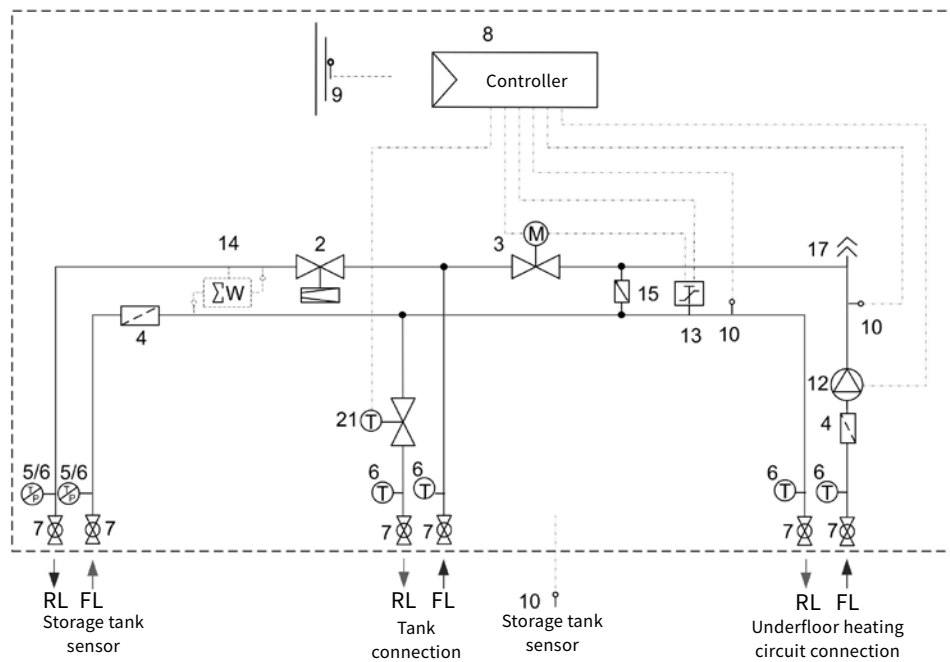 8
Controller
9
14
2
3
M
17
ΣW
15
4
13
10
10
12
21
T
4
5/6
5/6
6
6
6
6
T
P
T
P
T
T
T
T
7
7
7
7
7
7
RL FL
RL FL
10
RL FL
Storage tank
sensor
Tank
connection
Storage tank
sensor
Underfloor heating
circuit connection